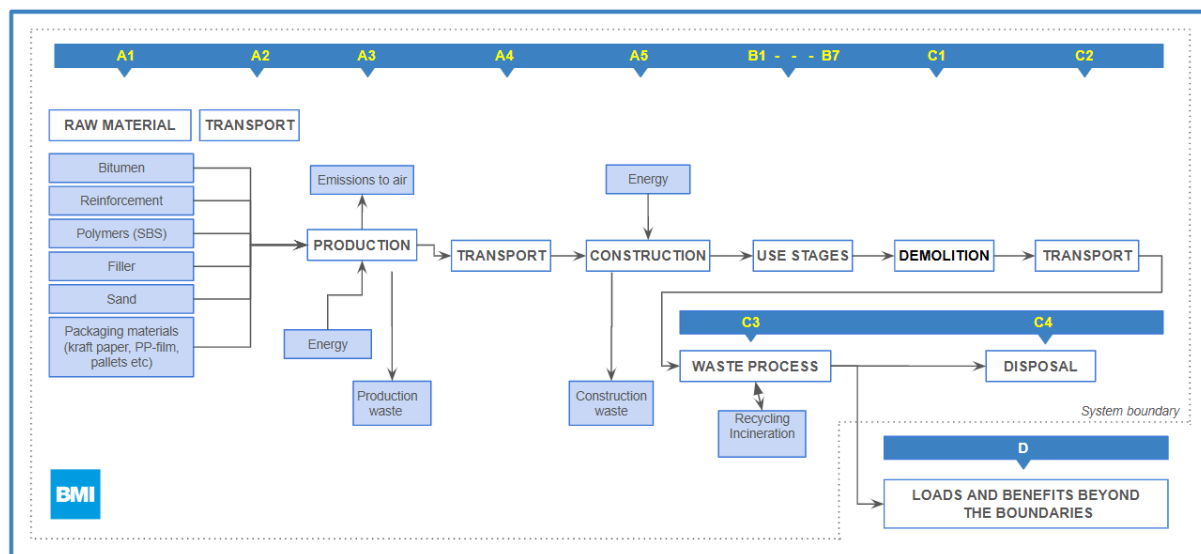 A1 A2 A3 A4 A5 B1 - - - B7 C1 C2
RAW MATERIAL
TRANSPORT
Bitumen
Reinforcement
Polymers (SBS)
Filler
Sand
Packaging materials
(kraft paper, PP-film,
pallets etc)
Emissions to air
PRODUCTION
Energy
Production
waste
TRANSPORT
Energy
CONSTRUCTION
Construction
waste
USE STAGES
DEMOLITION
TRANSPORT
C3 C4
WASTE PROCESS
DISPOSAL
Recycling
Incineration
System boundary
D
LOADS AND BENEFITS BEYOND
THE BOUNDARIES
BMI